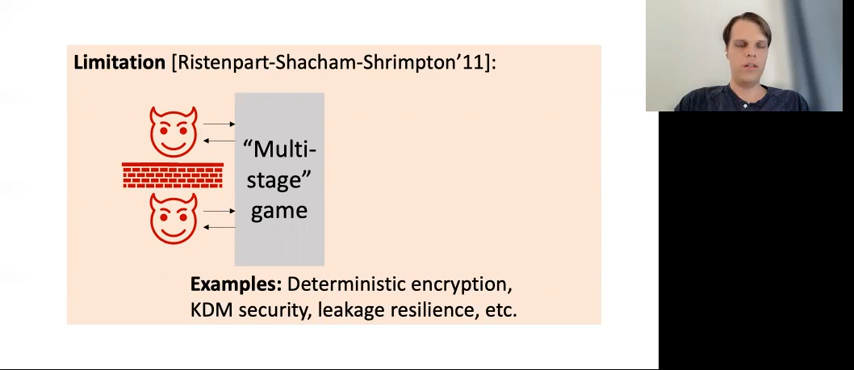 Limitation [Ristenpart-Shacham-Shrimpton'11]:
“Multi-
stage”
game
Examples: Deterministic encryption,
KDM security, leakage resilience, etc.